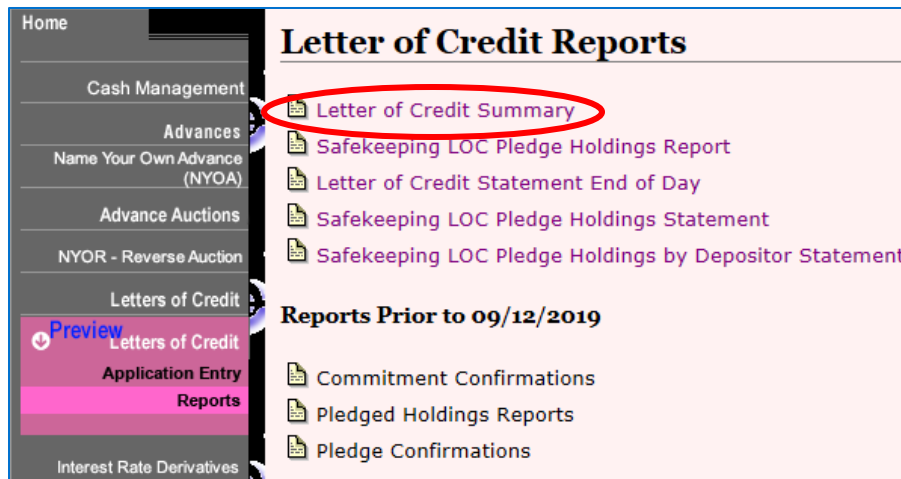 Home
Cash Management
Advances
Name Your Own Advance
(NYOA)
Advance Auctions
NYOR - Reverse Auction
Letters of Credit
Preview
Letters of Credit
Application Entry
Reports
Interest Rate Derivatives
Letter of Credit Reports
Letter of Credit Summary
Safekeeping LOC Pledge Holdings Report
Letter of Credit Statement End of Day
Safekeeping LOC Pledge Holdings Statement
Safekeeping LOC Pledge Holdings by Depositor Statement
Reports Prior to 09/12/2019
Commitment Confirmations
Pledged Holdings Reports
Pledge Confirmations